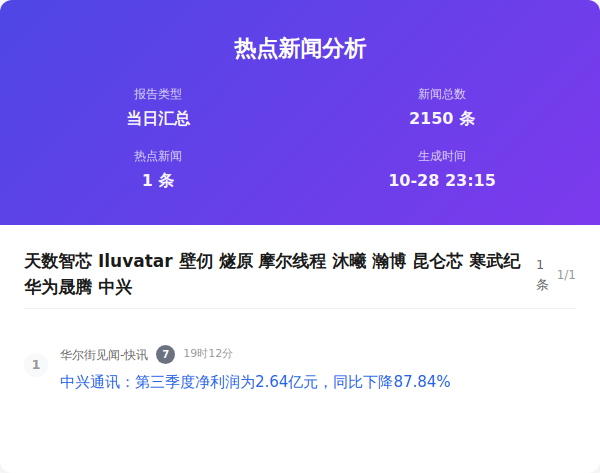 热点新闻分析
报告类型
新闻总数
当日汇总
2150 条
热点新闻
生成时间
1 条
10-28 23:15
天数智芯 Iluvatar 壁仞 燧原 摩尔线程 沐曦 瀚博 昆仑芯 寒武纪
华为晟腾 中兴
1
条
1/1
1
华尔街见闻-快讯 7 19时12分
中兴通讯：第三季度净利润为2.64亿元，同比下降87.84%